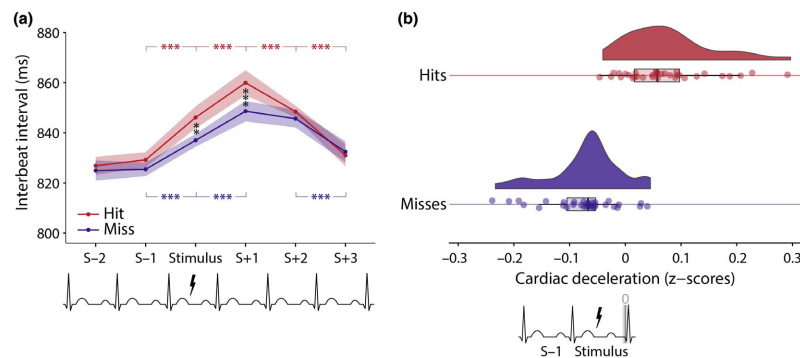 (a)
880
860
840
820
800
Interbeat interval (ms)
*** *** *** ***
***
**
*** *** ***
Hit
Miss
S−2 S−1 Stimulus S+1 S+2 S+3
(b)
Hits
Misses
−0.3 −0.2 −0.1 0 0.1 0.2 0.3
Cardiac deceleration (z−scores)
0
S−1 Stimulus